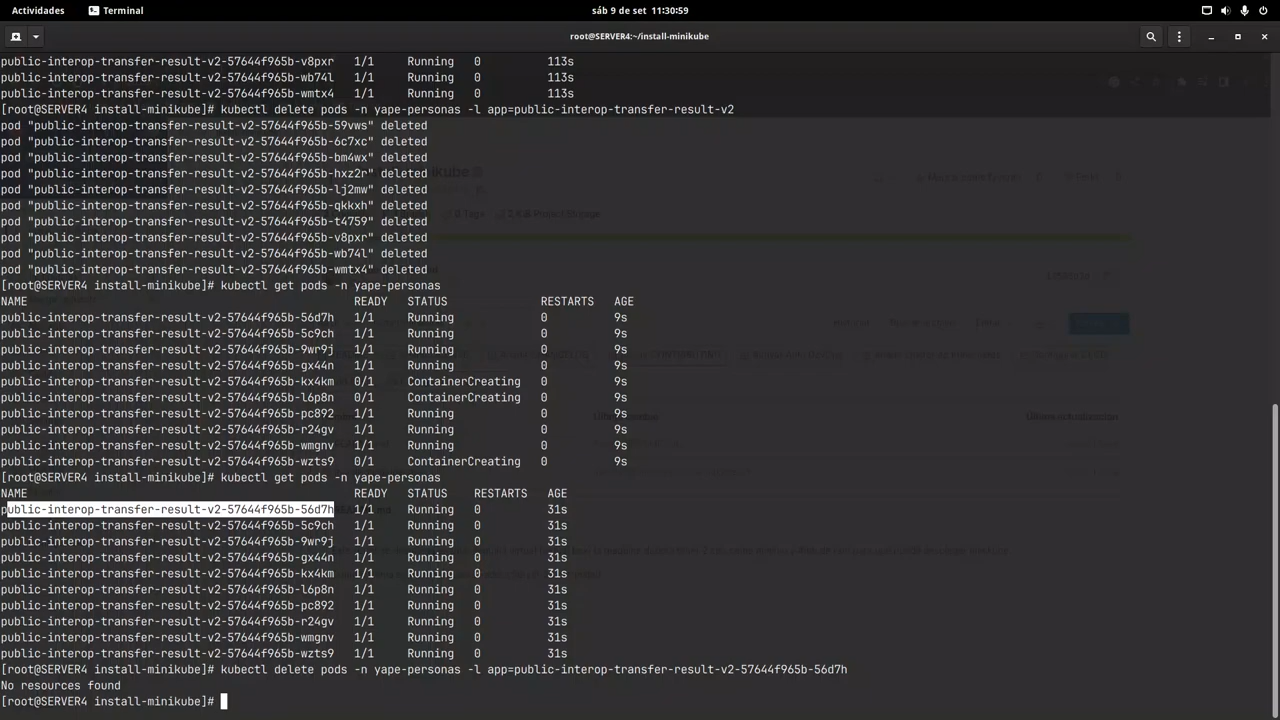 Actividades
Terminal
sáb 9 de set 11:30:59
root@SERVER4:~/install-minikube
public-interop-transfer-result-v2-57644f965b-v8pxr 1/1 Running 0 113s
public-interop-transfer-result-v2-57644f965b-wb74l 1/1 Running 0 113s
public-interop-transfer-result-v2-57644f965b-wmtx4 1/1 Running 0 113s
[root@SERVER4 install-minikube]# kubectl delete pods -n yape-personas -l app=public-interop-transfer-result-v2
pod "public-interop-transfer-result-v2-57644f965b-59vws" deleted
pod "public-interop-transfer-result-v2-57644f965b-6c7xc" deleted
pod "public-interop-transfer-result-v2-57644f965b-bm4wx" deleted
pod "public-interop-transfer-result-v2-57644f965b-hxz2r" deleted
pod "public-interop-transfer-result-v2-57644f965b-lj2mw" deleted
pod "public-interop-transfer-result-v2-57644f965b-qkkxh" deleted
pod "public-interop-transfer-result-v2-57644f965b-t4759" deleted
pod "public-interop-transfer-result-v2-57644f965b-v8pxr" deleted
pod "public-interop-transfer-result-v2-57644f965b-wb74l" deleted
pod "public-interop-transfer-result-v2-57644f965b-wmtx4" deleted
[root@SERVER4 install-minikube]# kubectl get pods -n yape-personas
NAME READY STATUS RESTARTS AGE
public-interop-transfer-result-v2-57644f965b-56d7h 1/1 Running 0 9s
public-interop-transfer-result-v2-57644f965b-5c9ch 1/1 Running 0 9s
public-interop-transfer-result-v2-57644f965b-9wr9j 1/1 Running 0 9s
public-interop-transfer-result-v2-57644f965b-gx44n 1/1 Running 0 9s
public-interop-transfer-result-v2-57644f965b-kx4km 0/1 ContainerCreating 0 9s
public-interop-transfer-result-v2-57644f965b-l6p8n 0/1 ContainerCreating 0 9s
public-interop-transfer-result-v2-57644f965b-pc892 1/1 Running 0 9s
public-interop-transfer-result-v2-57644f965b-r24gv 1/1 Running 0 9s
public-interop-transfer-result-v2-57644f965b-wmgnv 1/1 Running 0 9s
public-interop-transfer-result-v2-57644f965b-wzts9 0/1 ContainerCreating 0 9s
[root@SERVER4 install-minikube]# kubectl get pods -n yape-personas
NAME READY STATUS RESTARTS AGE
public-interop-transfer-result-v2-57644f965b-56d7h 1/1 Running 0 31s
public-interop-transfer-result-v2-57644f965b-5c9ch 1/1 Running 0 31s
public-interop-transfer-result-v2-57644f965b-9wr9j 1/1 Running 0 31s
public-interop-transfer-result-v2-57644f965b-gx44n 1/1 Running 0 31s
public-interop-transfer-result-v2-57644f965b-kx4km 1/1 Running 0 31s
public-interop-transfer-result-v2-57644f965b-l6p8n 1/1 Running 0 31s
public-interop-transfer-result-v2-57644f965b-pc892 1/1 Running 0 31s
public-interop-transfer-result-v2-57644f965b-r24gv 1/1 Running 0 31s
public-interop-transfer-result-v2-57644f965b-wmgnv 1/1 Running 0 31s
public-interop-transfer-result-v2-57644f965b-wzts9 1/1 Running 0 31s
[root@SERVER4 install-minikube]# kubectl delete pods -n yape-personas -l app=public-interop-transfer-result-v2-57644f965b-56d7h
No resources found
[root@SERVER4 install-minikube]#